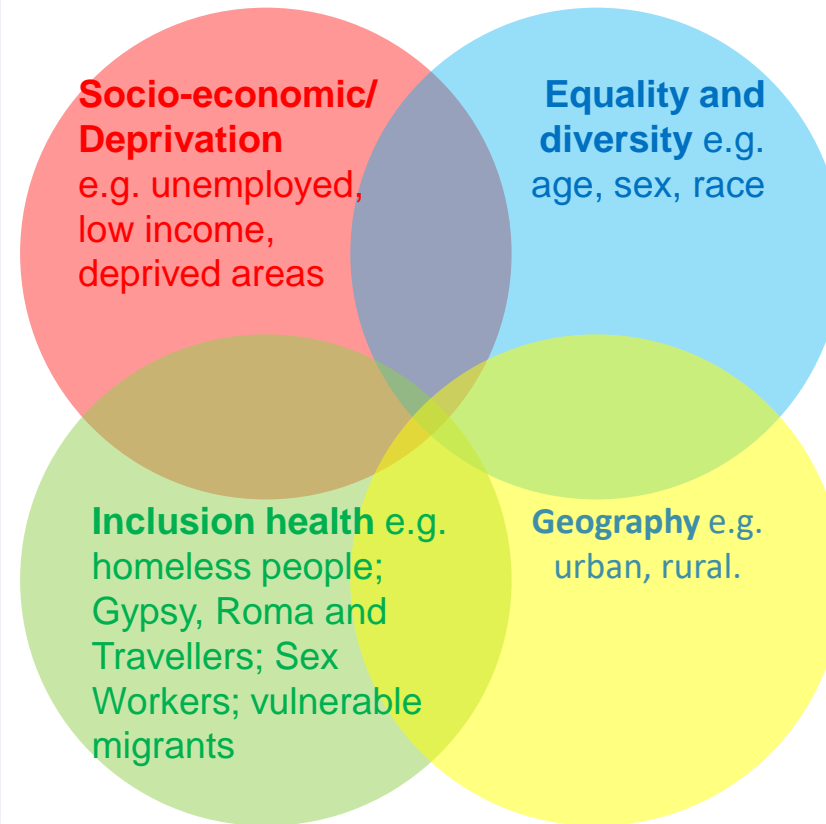 Socio-economic/
Deprivation
e.g. unemployed,
low income,
deprived areas
Equality and
diversity e.g.
age, sex, race
Inclusion health e.g.
homeless people;
Gypsy, Roma and
Travellers; Sex
Workers; vulnerable
migrants
Geography e.g.
urban, rural.